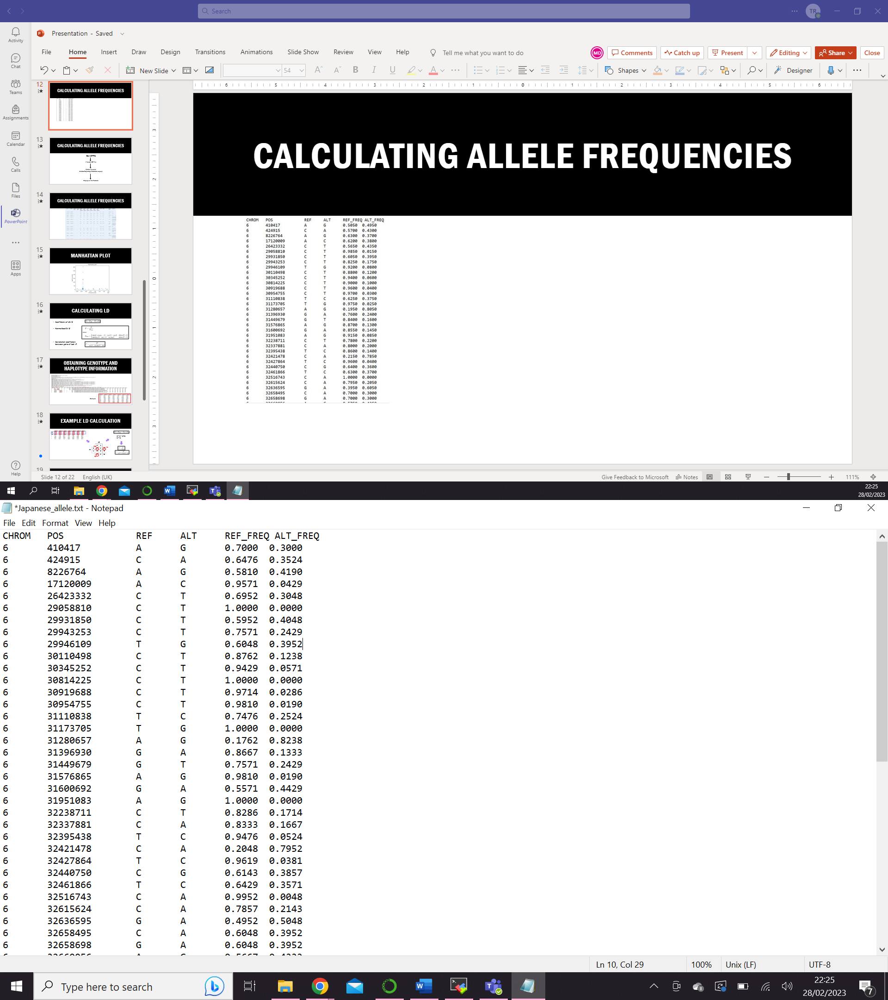 Search
TR
Activity
Chat
Teams
Assignments
Calendar
Calls
Files
PowerPoint
Apps
Help
Presentation - Saved
File Home Insert Draw Design Transitions Animations Slide Show Review View Help Tell me what you want to do
MD Comments Catch up Present Editing Share Close
New Slide 54 B I U A Shapes Designer
12
CALCULATING ALLELE FREQUENCIES
13
CALCULATING ALLELE FREQUENCIES
14
CALCULATING ALLELE FREQUENCIES
15
MANHATTAN PLOT
16
CALCULATING LD
17
OBTAINING GENOTYPE AND
HAPLOTYPE INFORMATION
18
EXAMPLE LD CALCULATION
19
CALCULATING ALLELE FREQUENCIES
CHROM POS REF ALT REF_FREQ ALT_FREQ
6 410417 A G 0.5050 0.4950
6 424915 C A 0.5700 0.4300
6 8226764 A G 0.6300 0.3700
6 17120009 A C 0.6200 0.3800
6 26423332 C T 0.5650 0.4350
6 29058810 C T 0.9850 0.0150
6 29931850 C T 0.6050 0.3950
6 29943253 C T 0.8250 0.1750
6 29946109 T G 0.9200 0.0800
6 30110498 C T 0.8800 0.1200
6 30345252 C T 0.9400 0.0600
6 30814225 C T 0.9000 0.1000
6 30919688 C T 0.9600 0.0400
6 30954755 C T 0.9700 0.0300
6 31110838 T C 0.6250 0.3750
6 31173705 T G 0.9750 0.0250
6 31280657 A G 0.1950 0.8050
6 31396930 G A 0.7600 0.2400
6 31449679 G T 0.8400 0.1600
6 31576865 A G 0.8700 0.1300
6 31600692 G A 0.8550 0.1450
6 31951083 A G 0.9150 0.0850
6 32238711 C T 0.7800 0.2200
6 32337881 C A 0.8000 0.2000
6 32395438 T C 0.8600 0.1400
6 32421478 C A 0.2150 0.7850
6 32427864 T C 0.9600 0.0400
6 32440750 C G 0.6400 0.3600
6 32461866 T C 0.6300 0.3700
6 32516743 C A 1.0000 0.0000
6 32615624 C A 0.7950 0.2050
6 32636595 G A 0.3950 0.6050
6 32658495 C A 0.7000 0.3000
6 32658698 G A 0.7000 0.3000
Slide 12 of 22 English (UK) Give Feedback to Microsoft Notes 111%
22:25
28/02/2023
*Japanese_allele.txt - Notepad
File Edit Format View Help
CHROM POS REF ALT REF_FREQ ALT_FREQ
6 410417 A G 0.7000 0.3000
6 424915 C A 0.6476 0.3524
6 8226764 A G 0.5810 0.4190
6 17120009 A C 0.9571 0.0429
6 26423332 C T 0.6952 0.3048
6 29058810 C T 1.0000 0.0000
6 29931850 C T 0.5952 0.4048
6 29943253 C T 0.7571 0.2429
6 29946109 T G 0.6048 0.3952
6 30110498 C T 0.8762 0.1238
6 30345252 C T 0.9429 0.0571
6 30814225 C T 1.0000 0.0000
6 30919688 C T 0.9714 0.0286
6 30954755 C T 0.9810 0.0190
6 31110838 T C 0.7476 0.2524
6 31173705 T G 1.0000 0.0000
6 31280657 A G 0.1762 0.8238
6 31396930 G A 0.8667 0.1333
6 31449679 G T 0.7571 0.2429
6 31576865 A G 0.9810 0.0190
6 31600692 G A 0.5571 0.4429
6 31951083 A G 1.0000 0.0000
6 32238711 C T 0.8286 0.1714
6 32337881 C A 0.8333 0.1667
6 32395438 T C 0.9476 0.0524
6 32421478 C A 0.2048 0.7952
6 32427864 T C 0.9619 0.0381
6 32440750 C G 0.6143 0.3857
6 32461866 T C 0.6429 0.3571
6 32516743 C A 0.9952 0.0048
6 32615624 C A 0.7857 0.2143
6 32636595 G A 0.4952 0.5048
6 32658495 C A 0.6048 0.3952
6 32658698 G A 0.6048 0.3952
Ln 10, Col 29 100% Unix (LF) UTF-8
Type here to search
22:25
28/02/2023
7